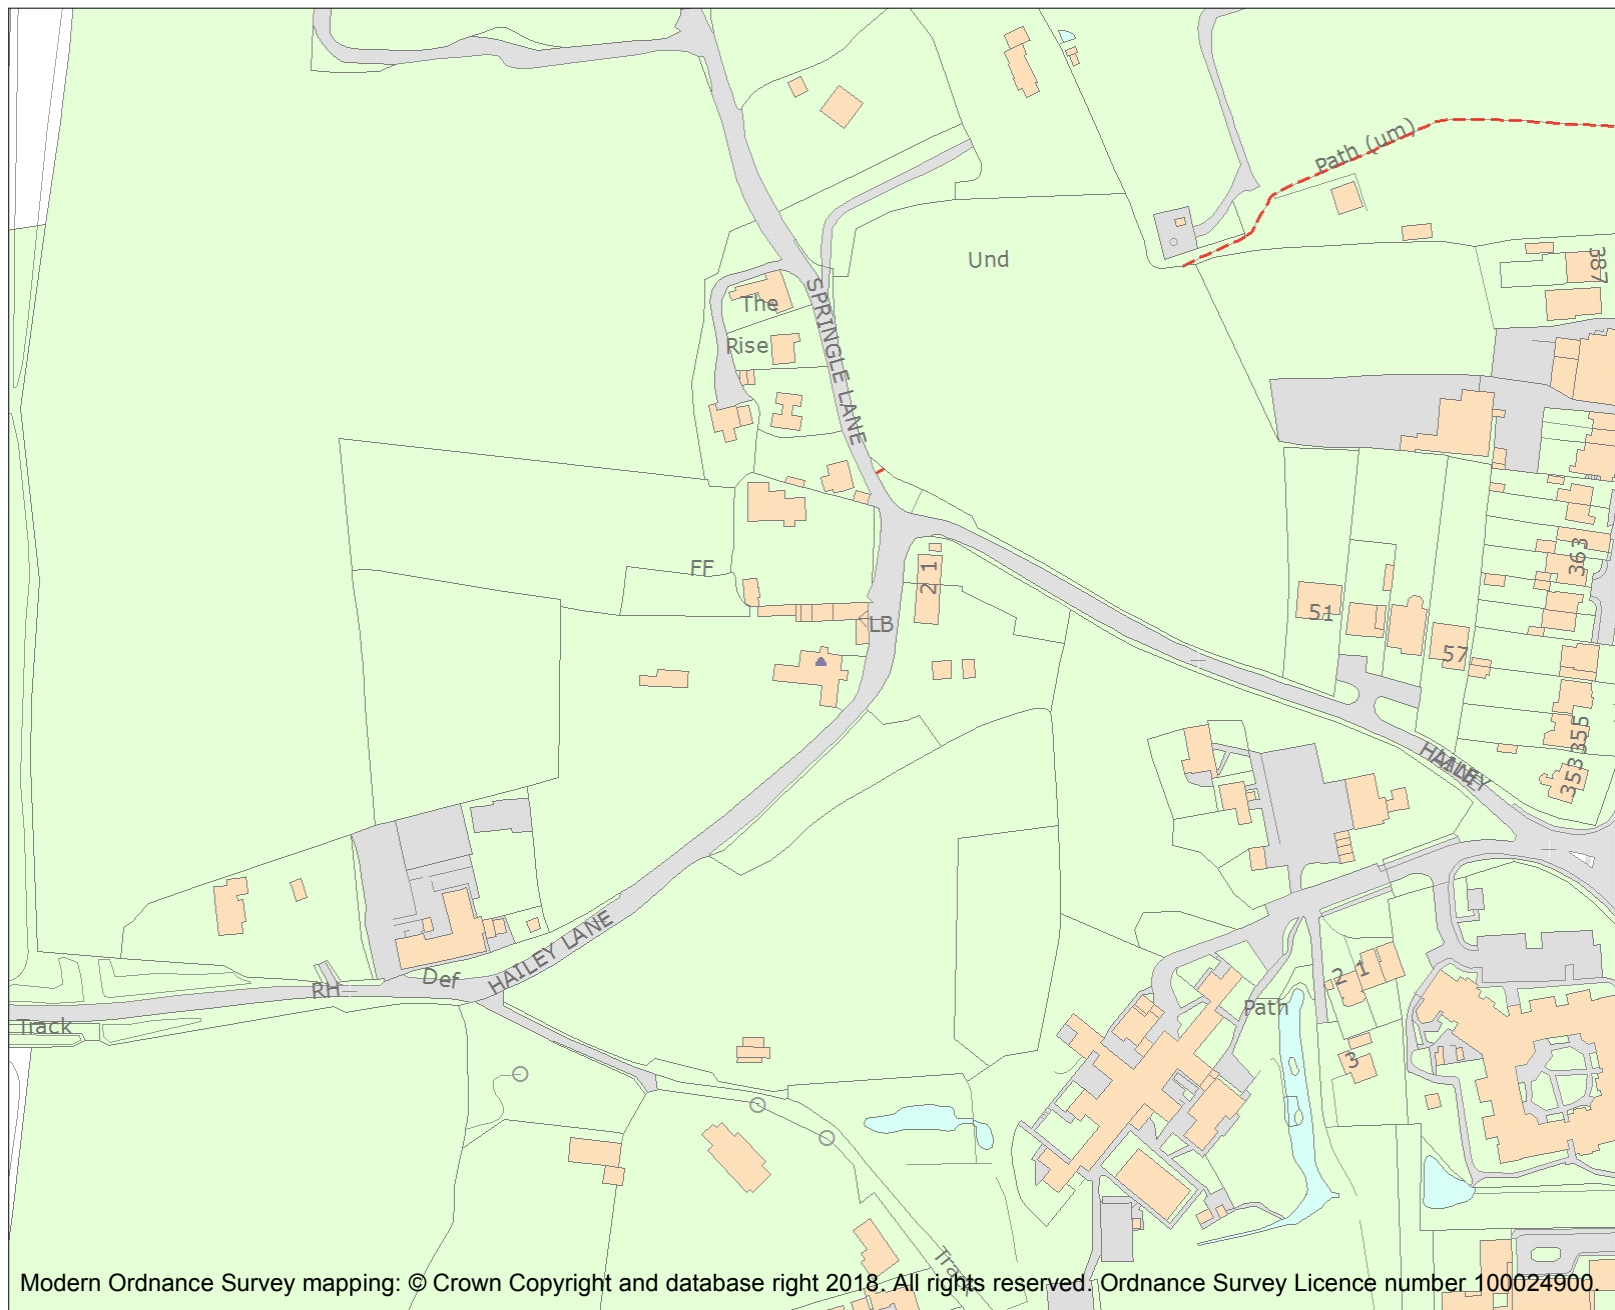 Path (um)
Und
387
The
Rise
SPRINGLE LANE
FF
2 1
LB
363
51
57
HAILEY
353 355
Def
HAILEY LANE
RH
Track
Path
2 1
3
Track
Modern Ordnance Survey mapping: © Crown Copyright and database right 2018. All rights reserved. Ordnance Survey Licence number 100024900.